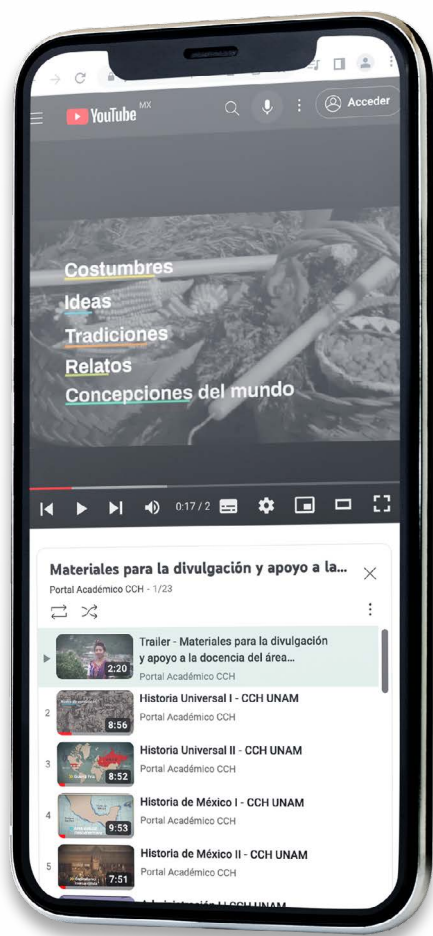 YouTube MX
Acceder
Costumbres
Ideas
Tradiciones
Relatos
Concepciones del mundo
0:17 / 2
Materiales para la divulgación y apoyo a la...
Portal Académico CCH - 1/23
Trailer - Materiales para la divulgación
y apoyo a la docencia del área...
Portal Académico CCH
2:20
2
Historia Universal I - CCH UNAM
Portal Académico CCH
8:56
3
Historia Universal II - CCH UNAM
Portal Académico CCH
8:52
4
Historia de México I - CCH UNAM
Portal Académico CCH
9:53
5
Historia de México II - CCH UNAM
Portal Académico CCH
7:51